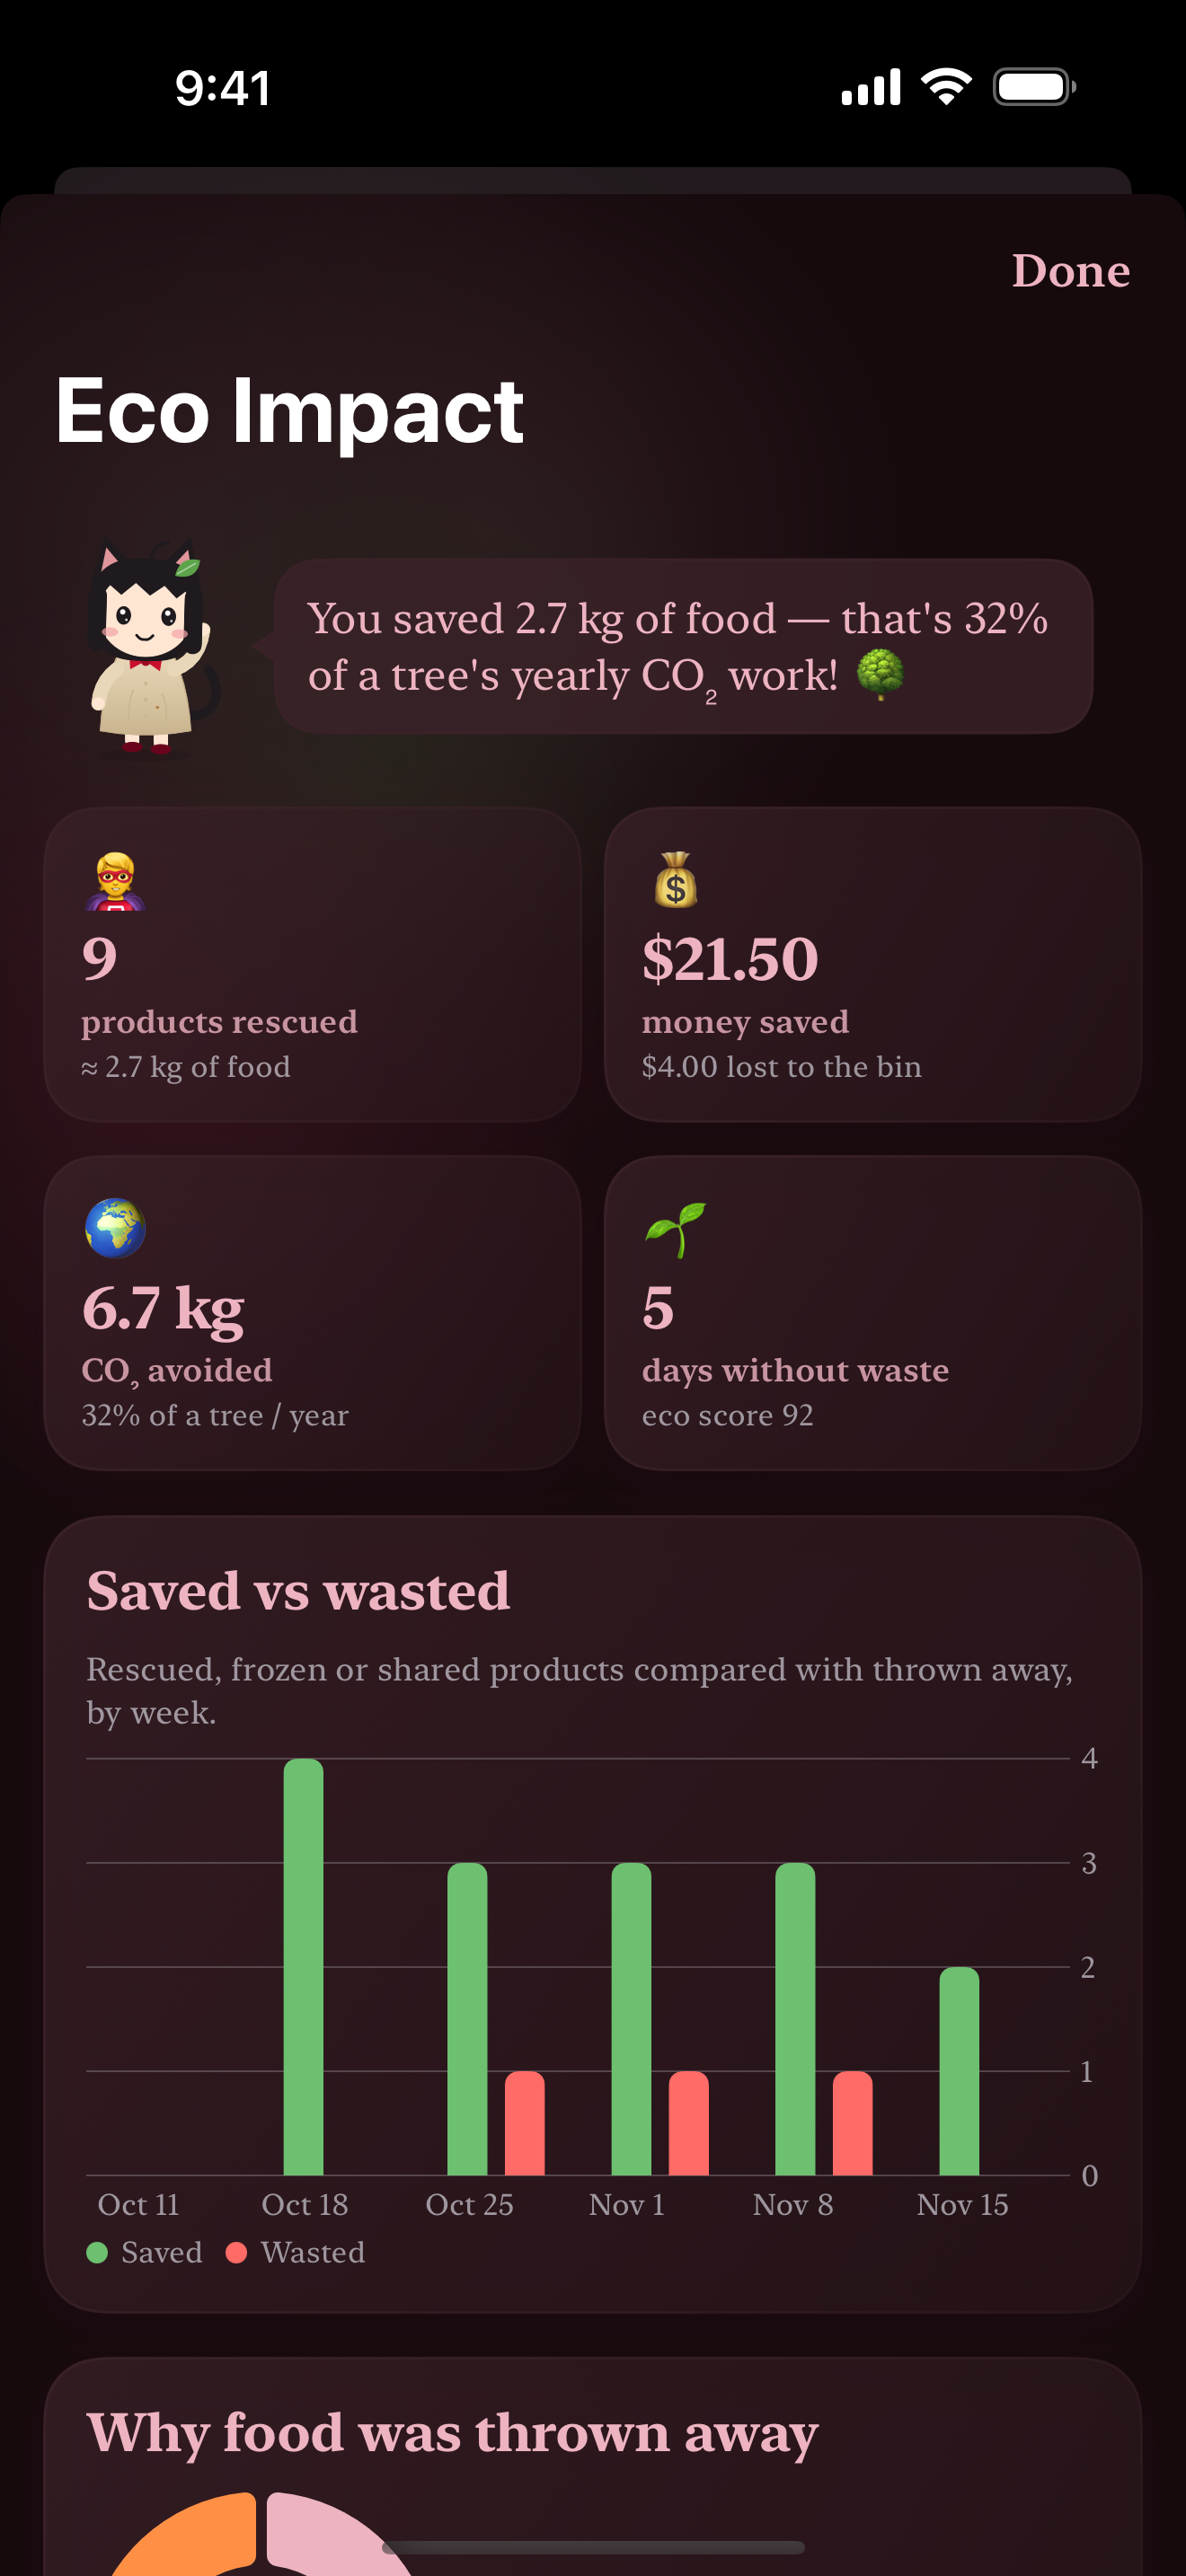 9:41
Done
Eco Impact
You saved 2.7 kg of food — that's 32%
of a tree's yearly CO₂ work! 🌳
9
products rescued
≈ 2.7 kg of food
$21.50
money saved
$4.00 lost to the bin
6.7 kg
CO₂ avoided
32% of a tree / year
5
days without waste
eco score 92
Saved vs wasted
Rescued, frozen or shared products compared with thrown away,
by week.
4
3
2
1
0
Oct 11 Oct 18 Oct 25 Nov 1 Nov 8 Nov 15
Saved Wasted
Why food was thrown away